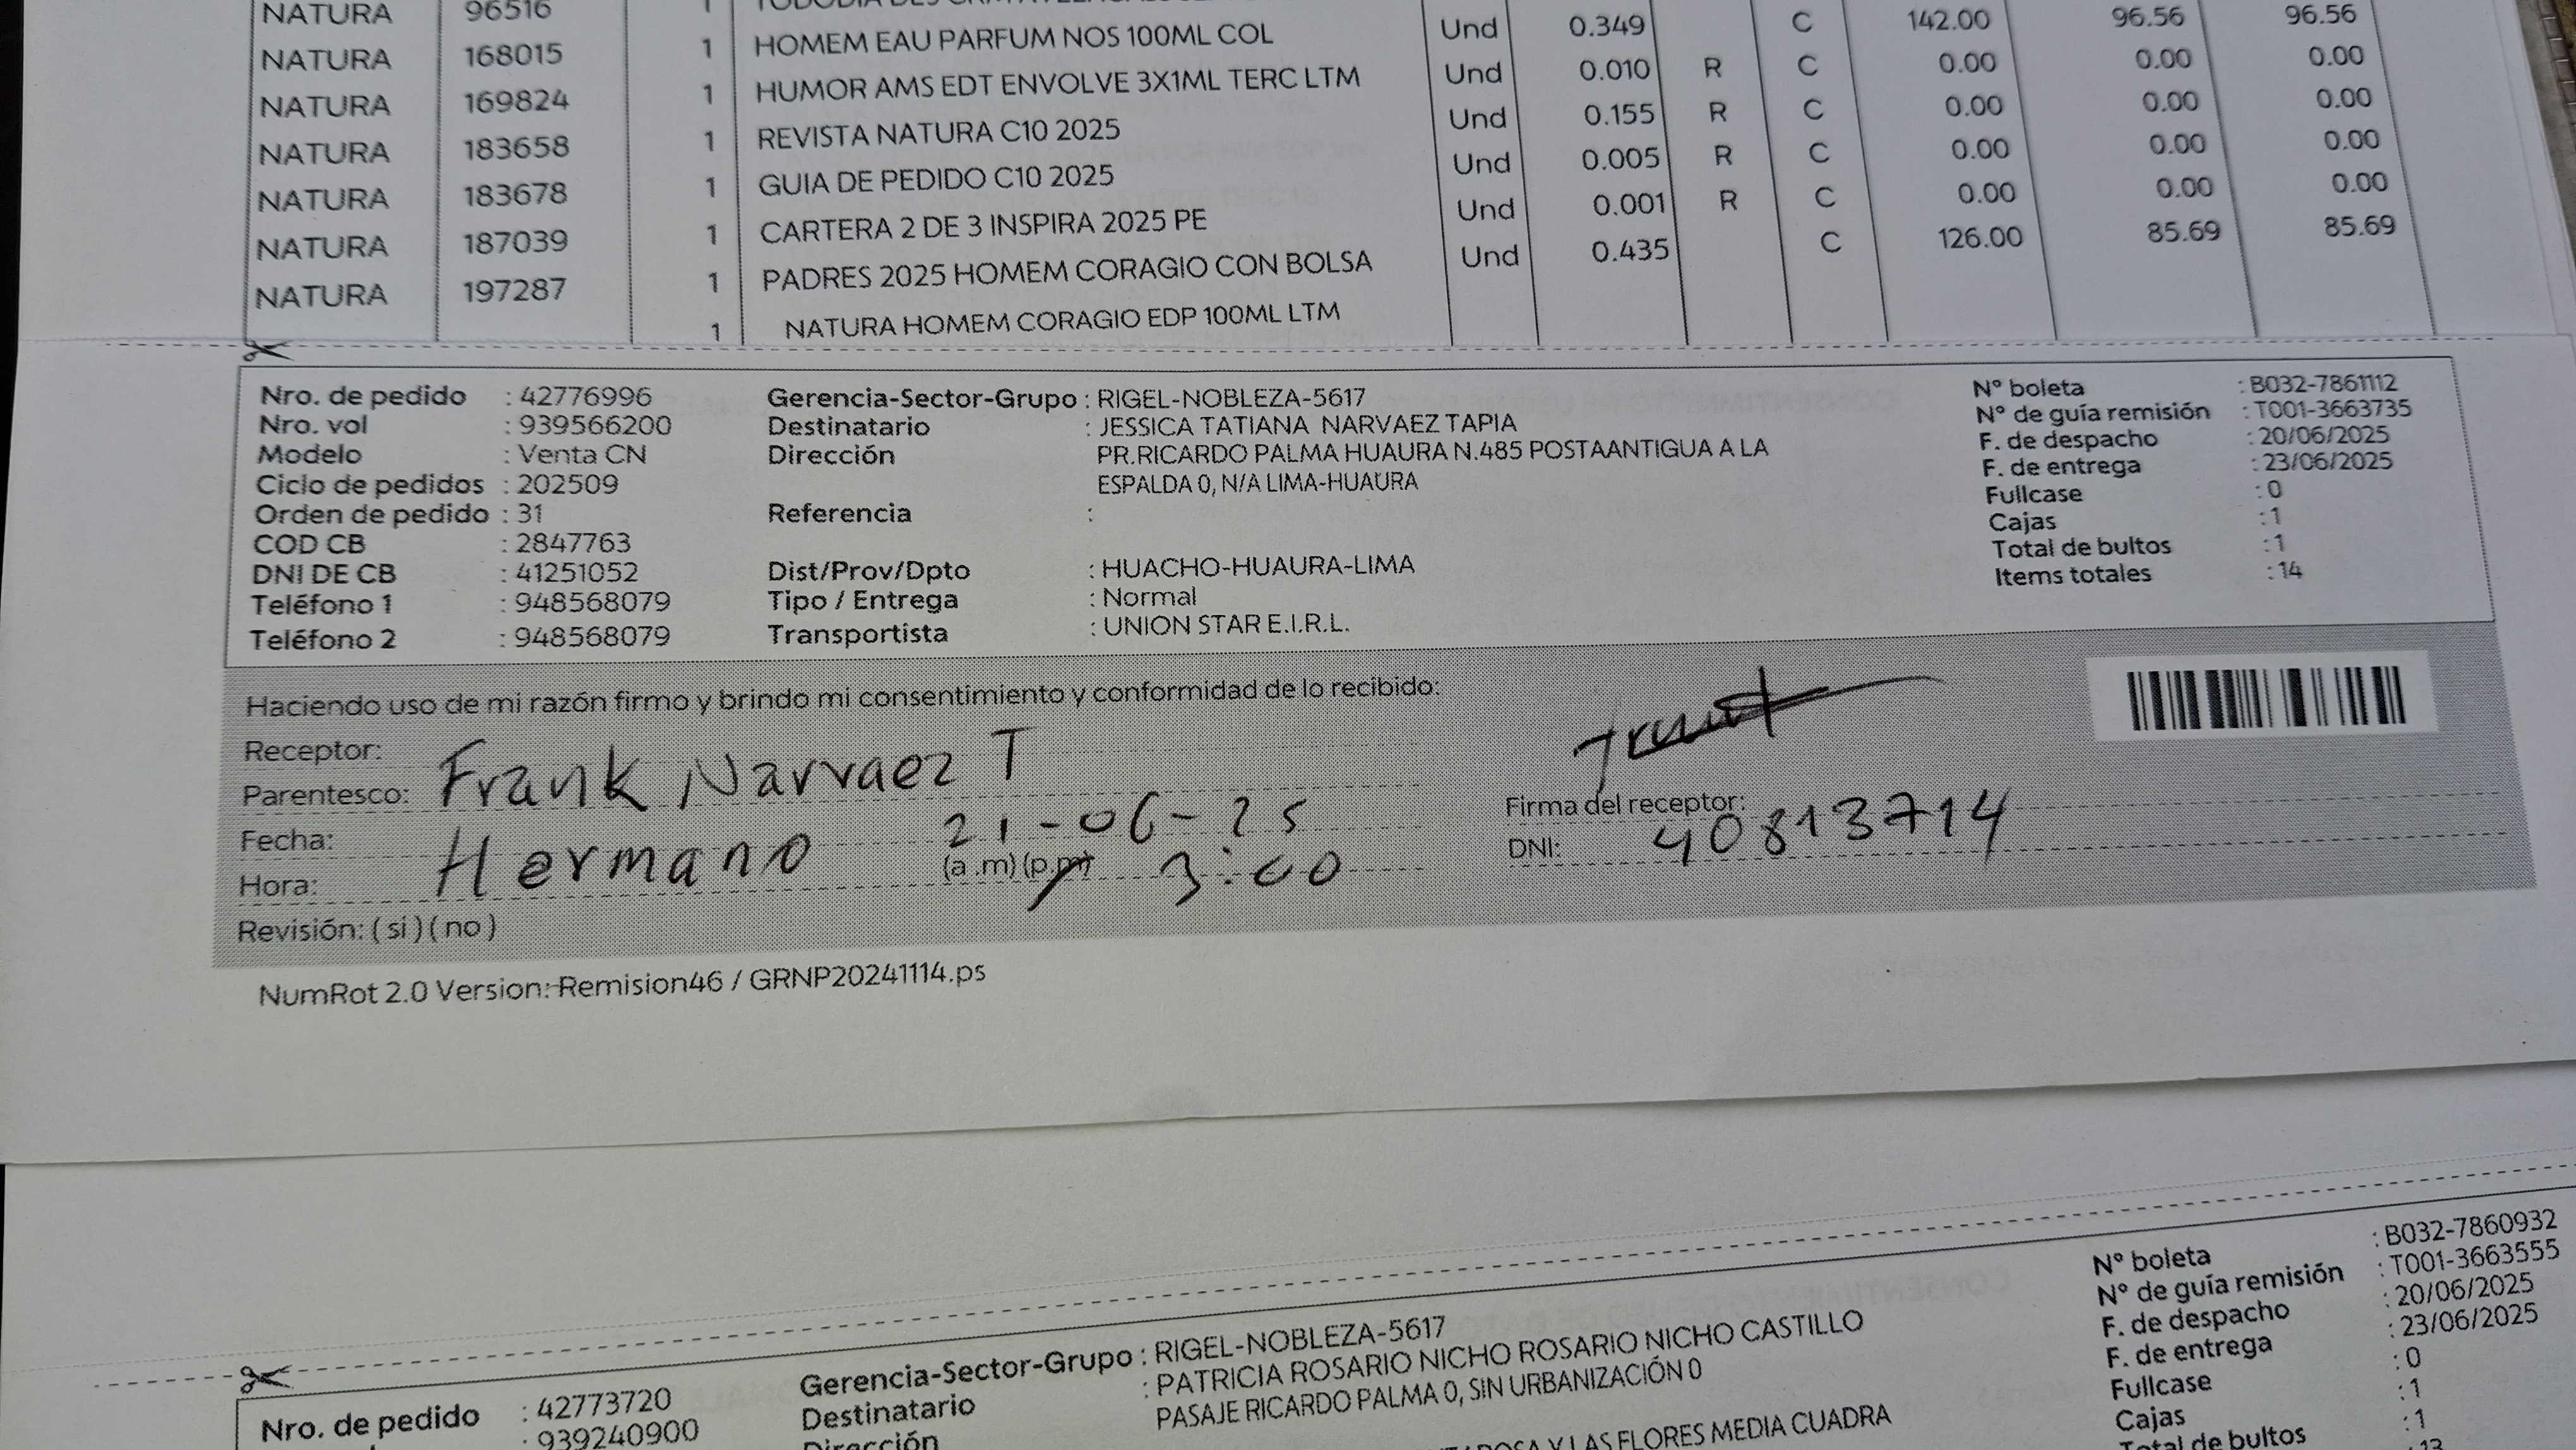 NATURA 96516 1
HOMEM EAU PARFUM NOS 100ML COL Und 0.349 C 142.00 96.56 96.56
NATURA 168015 1 HUMOR AMS EDT ENVOLVE 3X1ML TERC LTM Und 0.010 R C 0.00 0.00 0.00
NATURA 169824 1 REVISTA NATURA C10 2025 Und 0.155 R C 0.00 0.00 0.00
NATURA 183658 1 GUIA DE PEDIDO C10 2025 Und 0.005 R C 0.00 0.00 0.00
NATURA 183678 1 CARTERA 2 DE 3 INSPIRA 2025 PE Und 0.001 R C 0.00 0.00 0.00
NATURA 187039 1 PADRES 2025 HOMEM CORAGIO CON BOLSA Und 0.435 C 126.00 85.69 85.69
NATURA 197287 1 NATURA HOMEM CORAGIO EDP 100ML LTM
1
Nro. de pedido : 42776996 Gerencia-Sector-Grupo : RIGEL-NOBLEZA-5617 N° boleta : B032-7861112
Nro. vol : 939566200 Destinatario : JESSICA TATIANA NARVAEZ TAPIA N° de guía remisión : T001-3663735
Modelo : Venta CN Dirección PR.RICARDO PALMA HUAURA N.485 POSTAANTIGUA A LA F. de despacho : 20/06/2025
Ciclo de pedidos : 202509 ESPALDA 0, N/A LIMA-HUAURA F. de entrega : 23/06/2025
Orden de pedido : 31 Referencia : Fullcase : 0
COD CB : 2847763 Cajas : 1
DNI DE CB : 41251052 Dist/Prov/Dpto : HUACHO-HUAURA-LIMA Total de bultos : 1
Teléfono 1 : 948568079 Tipo / Entrega : Normal Items totales : 14
Teléfono 2 : 948568079 Transportista : UNION STAR E.I.R.L.
Haciendo uso de mi razón firmo y brindo mi consentimiento y conformidad de lo recibido:
Receptor:
Parentesco: Frank Narvaez T Firma del receptor:
Fecha: 21-06-25 DNI: 40813714
Hora: Hermano (a.m) (p.m) 3:00
Revisión: ( si ) ( no )
NumRot 2.0 Version: Remision46 / GRNP20241114.ps
Nro. de pedido : 42773720 Gerencia-Sector-Grupo : RIGEL-NOBLEZA-5617 N° boleta : B032-7860932
: 939240900 Destinatario : PATRICIA ROSARIO NICHO ROSARIO NICHO CASTILLO N° de guía remisión : T001-3663555
Dirección PASAJE RICARDO PALMA 0, SIN URBANIZACIÓN 0 F. de despacho : 20/06/2025
Y LAS FLORES MEDIA CUADRA F. de entrega : 23/06/2025
Fullcase : 0
Cajas : 1
Total de bultos : 1